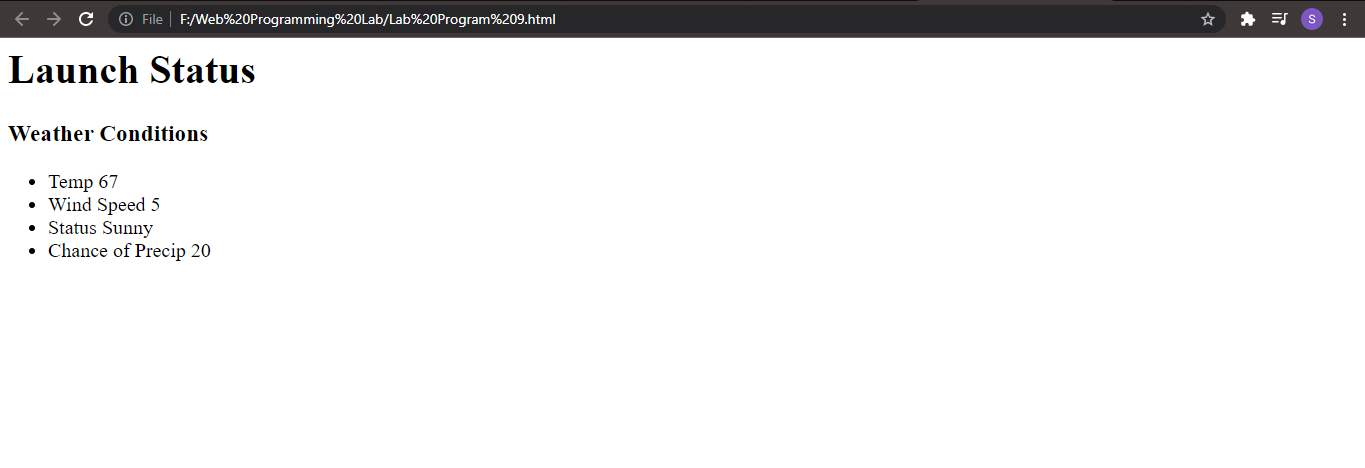 File F:/Web%20Programming%20Lab/Lab%20Program%209.html S
Launch Status
Weather Conditions
Temp 67
Wind Speed 5
Status Sunny
Chance of Precip 20